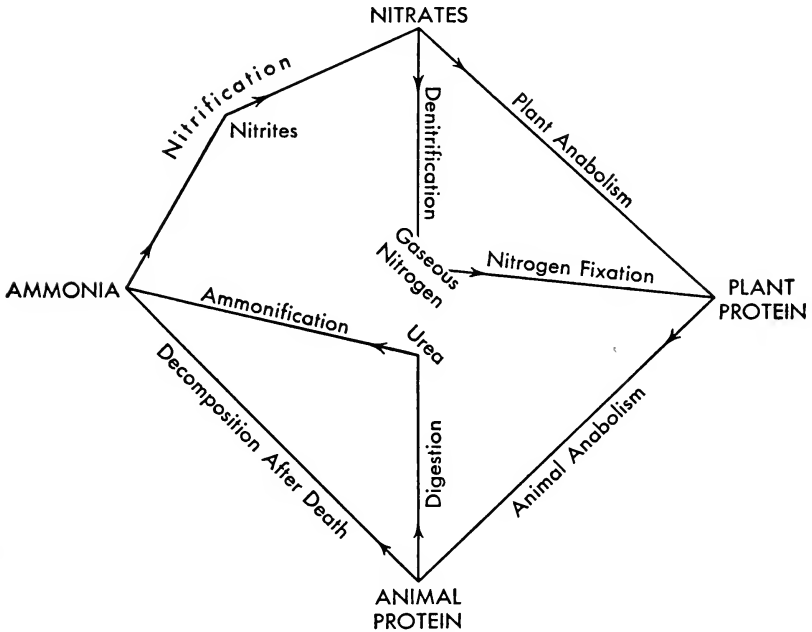 NITRATES
Nitrification
Nitrites
Denitrification
Plant Anabolism
Gaseous
Nitrogen
Nitrogen Fixation
AMMONIA
PLANT
PROTEIN
Ammonification
Urea
Decomposition After Death
Digestion
Animal Anabolism
ANIMAL
PROTEIN